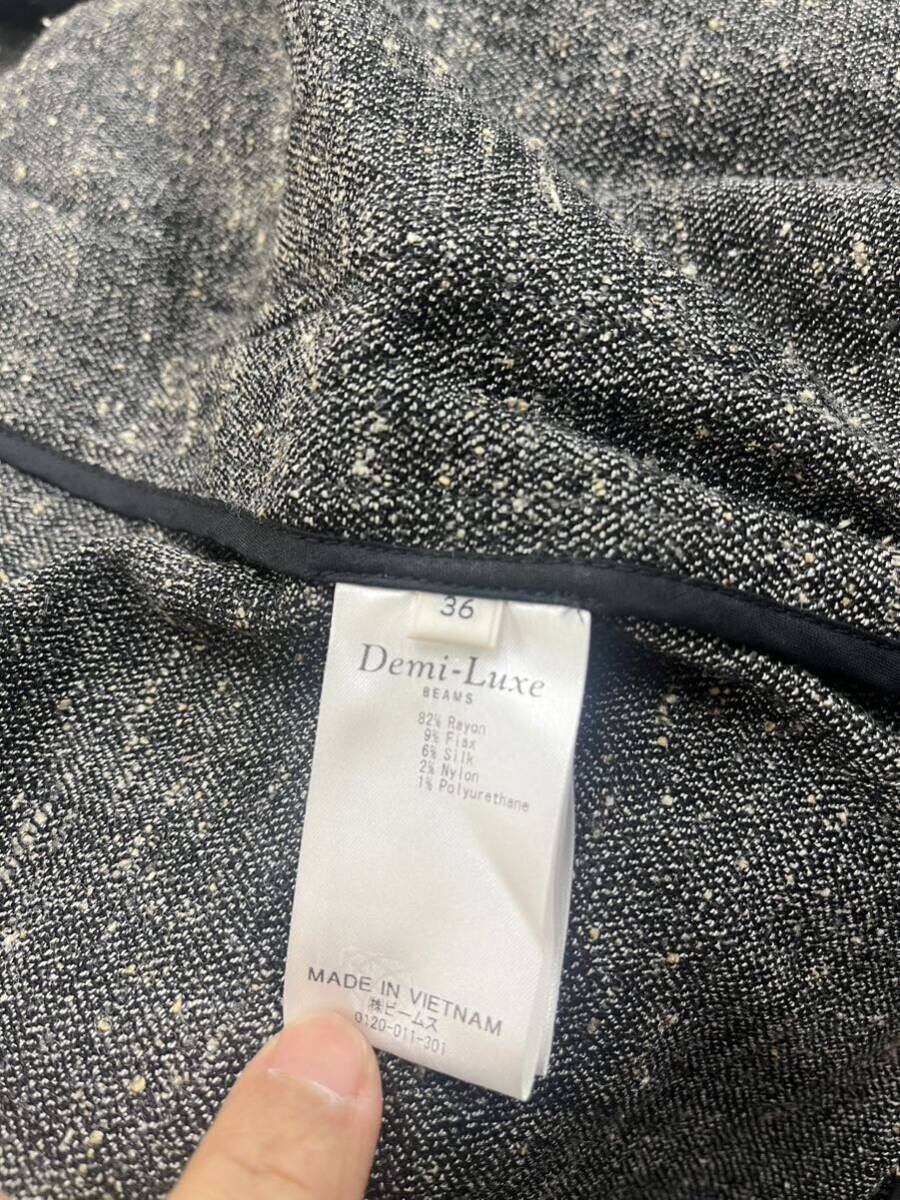 36
Demi-Luxe
BEAMS
82% Rayon
9% Flax
6% Silk
2% Nylon
1% Polyurethane
MADE IN VIETNAM
㈱ビームス
0120-011-301